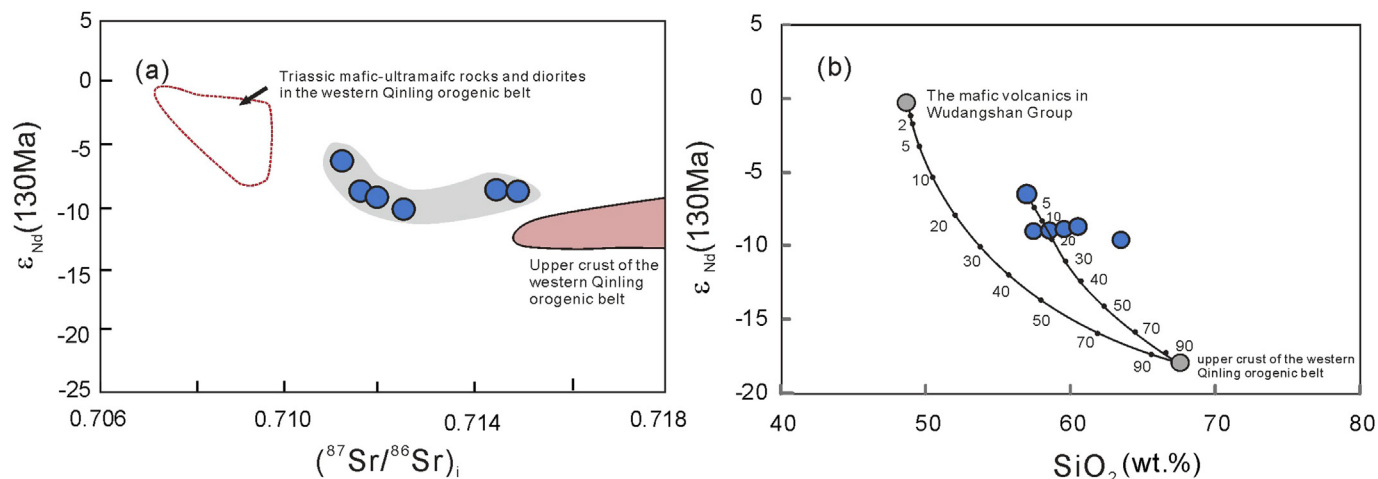 5
0
-5
-10
-15
-20
-25
ε Nd (130Ma)
(a)
Triassic mafic-ultramaifc rocks and diorites
in the western Qinling orogenic belt
Upper crust of the
western Qinling
orogenic belt
0.706
0.710
0.714
0.718
(87Sr/86Sr)i
5
0
-5
-10
-15
-20
ε Nd (130Ma)
(b)
The mafic volcanics in
Wudangshan Group
2
5
10
20
30
40
50
70
90
5
10
20
30
40
50
70
90
upper crust of the western
Qinling orogenic belt
40
50
60
70
80
SiO2 (wt.%)